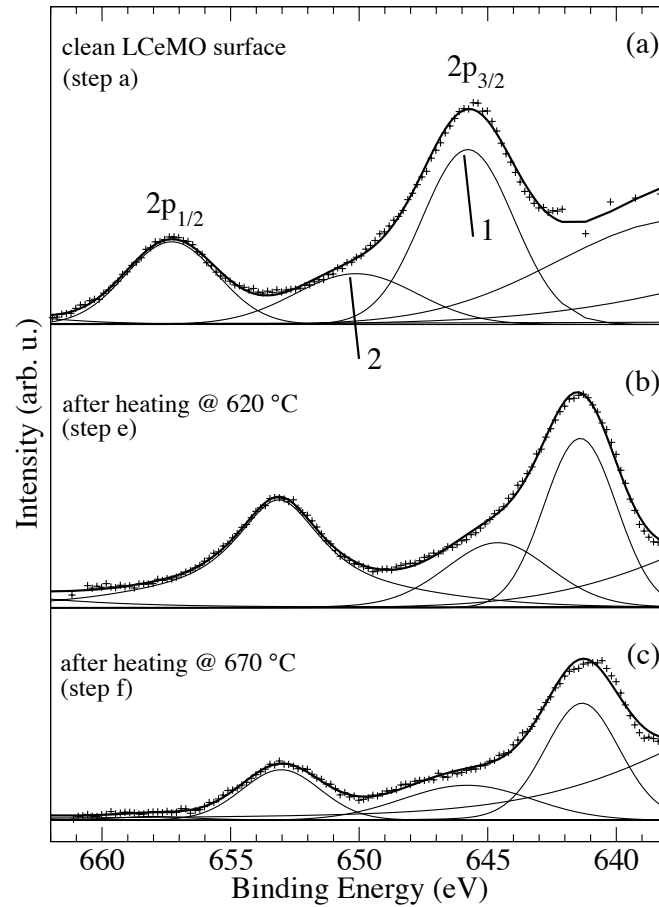 clean LCeMO surface
(step a)
(a)
2p3/2
2p1/2
1
2
after heating @ 620 °C
(step e)
(b)
after heating @ 670 °C
(step f)
(c)
Intensity (arb. u.)
660 655 650 645 640
Binding Energy (eV)